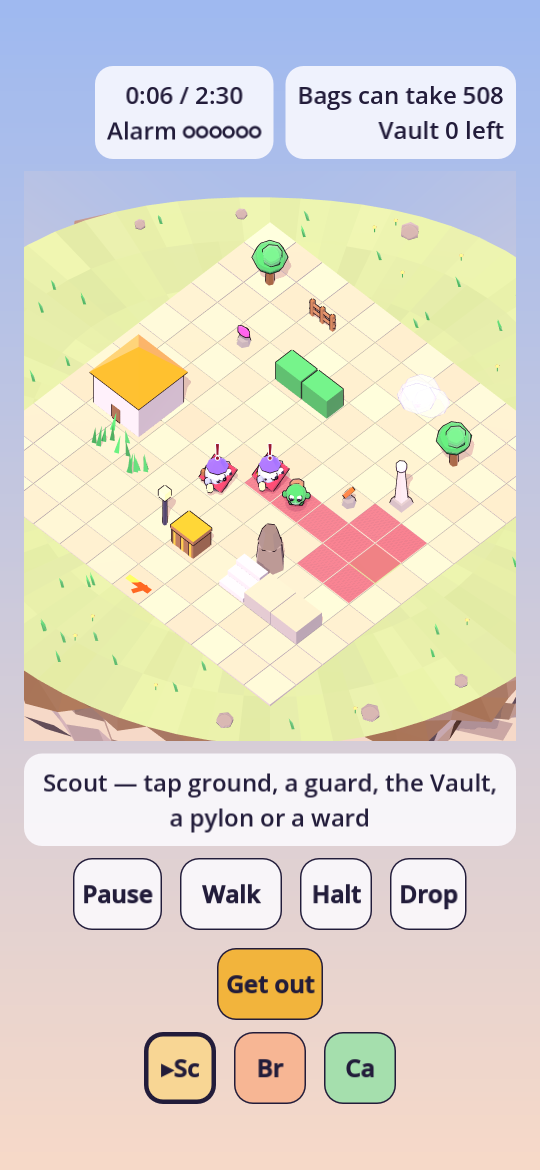 0:06 / 2:30
Alarm oooooo
Bags can take 508
Vault 0 left
Scout — tap ground, a guard, the Vault,
a pylon or a ward
Pause
Walk
Halt
Drop
Get out
▸Sc
Br
Ca